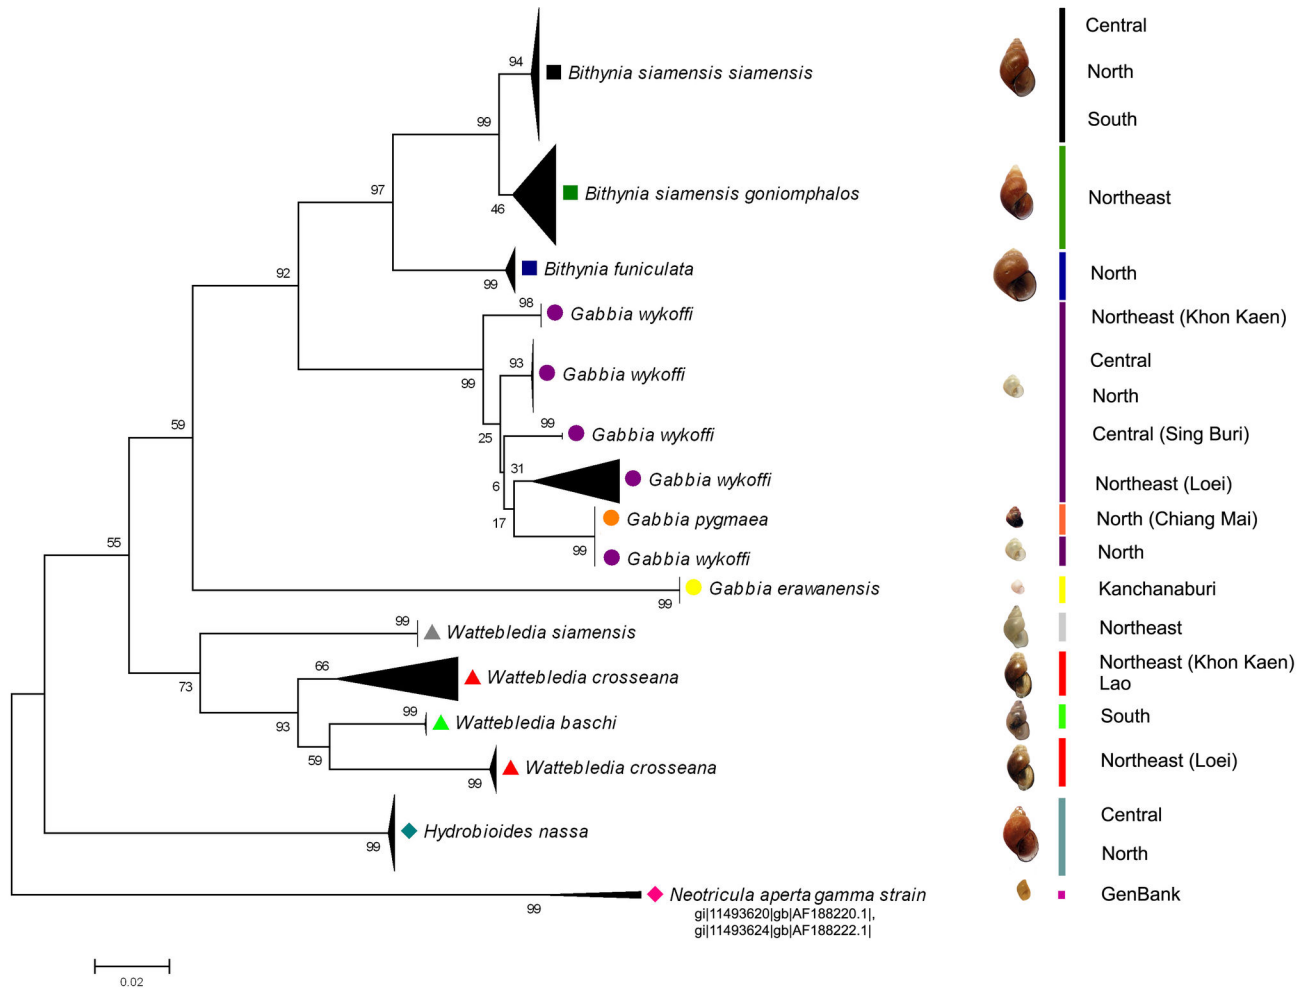 Central
94
Bithynia siamensis siamensis
North
99
South
97
46
Bithynia siamensis goniomphalos
Northeast
92
99
Bithynia funiculata
North
98
Gabbia wykoffi
Northeast (Khon Kaen)
99
93
Gabbia wykoffi
Central
North
59
25
99
Gabbia wykoffi
Central (Sing Buri)
6
31
Gabbia wykoffi
Northeast (Loei)
17
Gabbia pygmaea
North (Chiang Mai)
55
99
Gabbia wykoffi
North
99
Gabbia erawanensis
Kanchanaburi
99
Wattebledia siamensis
Northeast
73
66
Wattebledia crosseana
Northeast (Khon Kaen)
Lao
93
99
Wattebledia baschi
South
59
99
Wattebledia crosseana
Northeast (Loei)
99
Hydrobioides nassa
Central
North
99
Neotricula aperta gamma strain
GenBank
gi|11493620|gb|AF188220.1|,
gi|11493624|gb|AF188222.1|
0.02